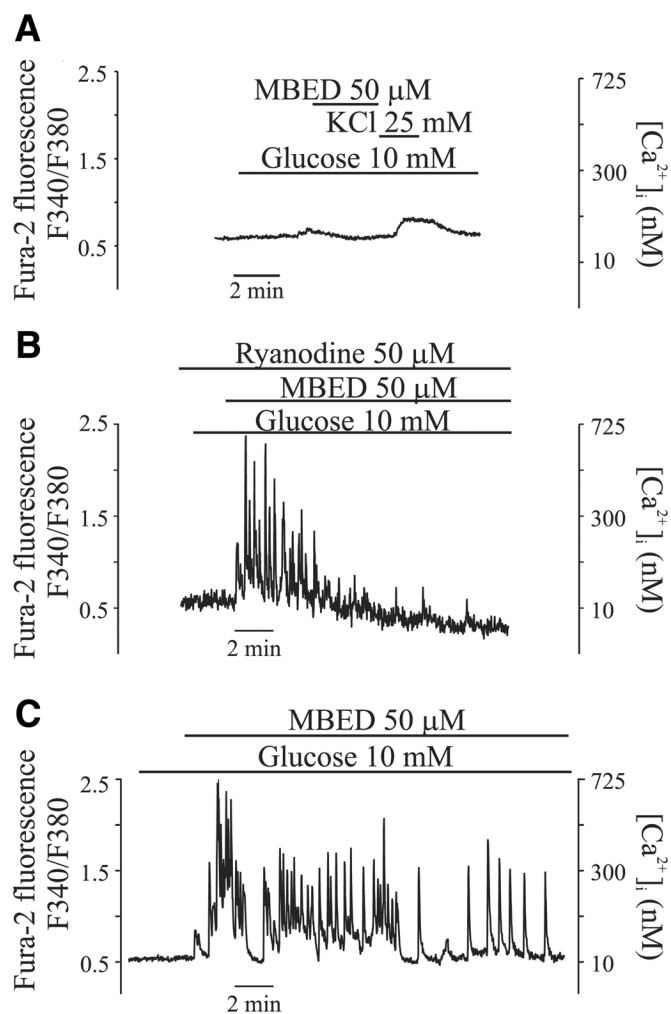 A
Fura-2 fluorescence
F340/F380
2.5
1.5
0.5
MBED 50 μM
KCl 25 mM
Glucose 10 mM
2 min
725
300
10
[Ca²⁺]ᵢ (nM)
B
Fura-2 fluorescence
F340/F380
2.5
1.5
0.5
Ryanodine 50 μM
MBED 50 μM
Glucose 10 mM
2 min
725
300
10
[Ca²⁺]ᵢ (nM)
C
Fura-2 fluorescence
F340/F380
2.5
1.5
0.5
MBED 50 μM
Glucose 10 mM
2 min
725
300
10
[Ca²⁺]ᵢ (nM)